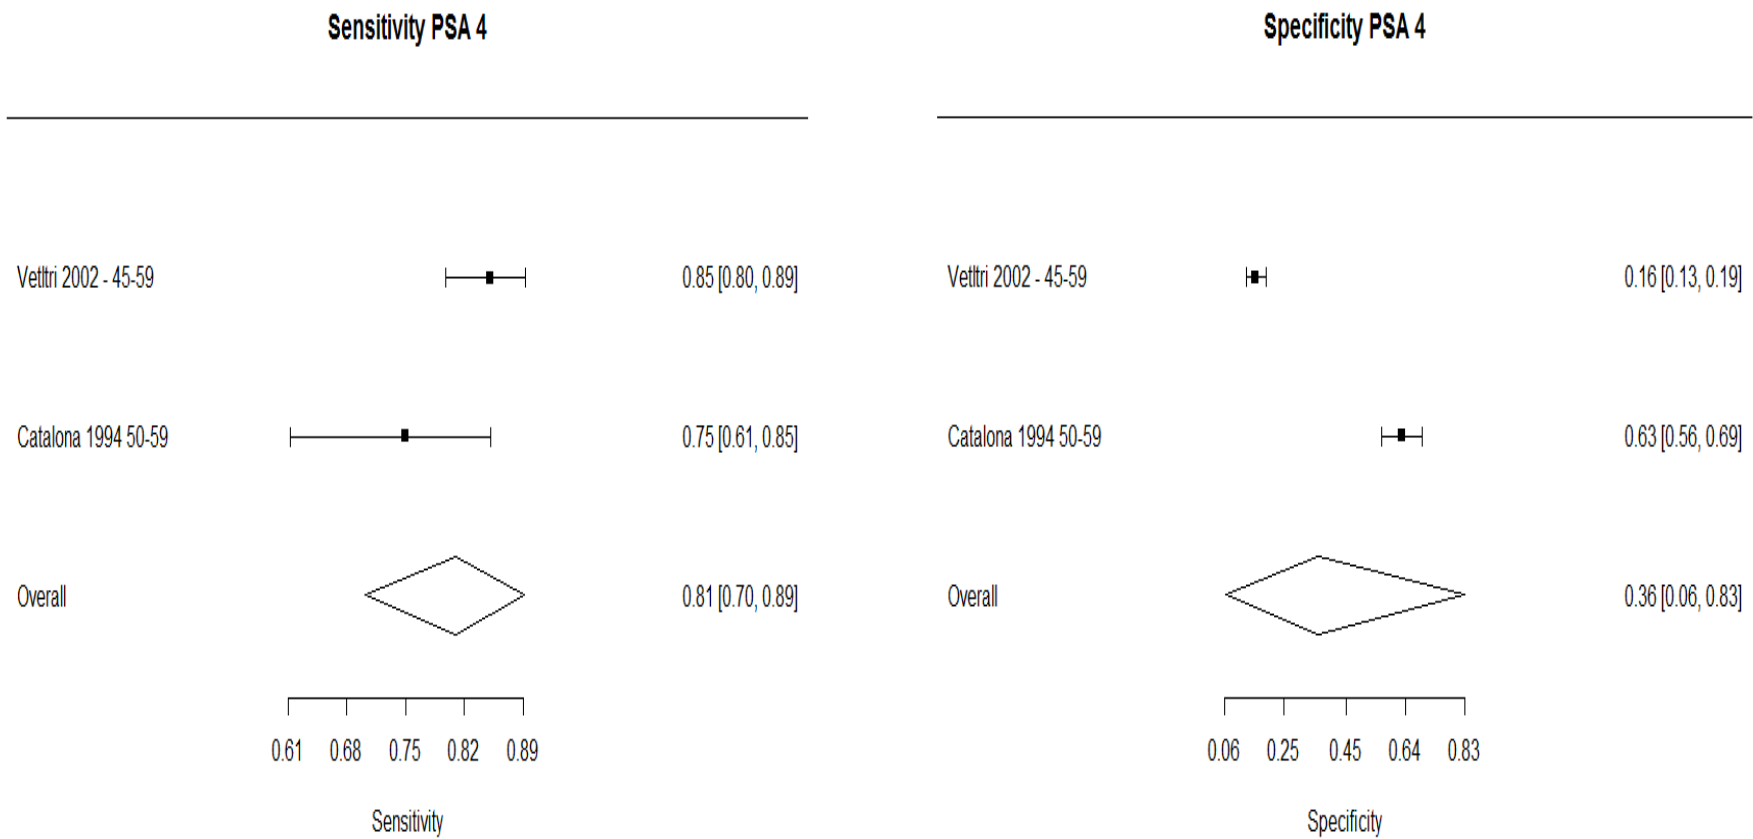 Sensitivity PSA 4
Vetltri 2002 - 45-59 0.85 [0.80, 0.89]
Catalona 1994 50-59 0.75 [0.61, 0.85]
Overall 0.81 [0.70, 0.89]
0.61 0.68 0.75 0.82 0.89
Sensitivity
Specificity PSA 4
Vetltri 2002 - 45-59 0.16 [0.13, 0.19]
Catalona 1994 50-59 0.63 [0.56, 0.69]
Overall 0.36 [0.06, 0.83]
0.06 0.25 0.45 0.64 0.83
Specificity